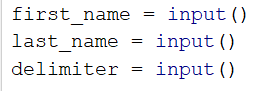 first_name = input()
last_name = input()
delimiter = input()